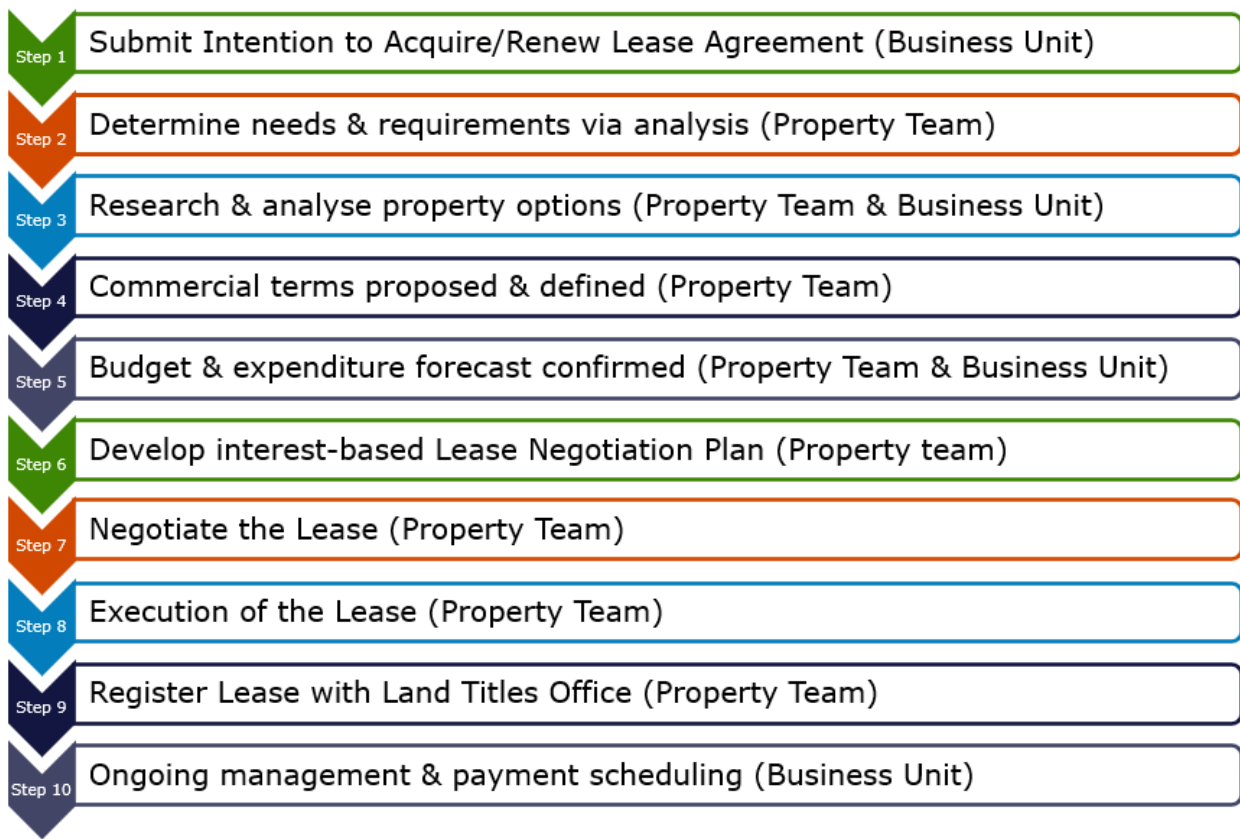 Step 1
Submit Intention to Acquire/Renew Lease Agreement (Business Unit)
Step 2
Determine needs & requirements via analysis (Property Team)
Step 3
Research & analyse property options (Property Team & Business Unit)
Step 4
Commercial terms proposed & defined (Property Team)
Step 5
Budget & expenditure forecast confirmed (Property Team & Business Unit)
Step 6
Develop interest-based Lease Negotiation Plan (Property team)
Step 7
Negotiate the Lease (Property Team)
Step 8
Execution of the Lease (Property Team)
Step 9
Register Lease with Land Titles Office (Property Team)
Step 10
Ongoing management & payment scheduling (Business Unit)